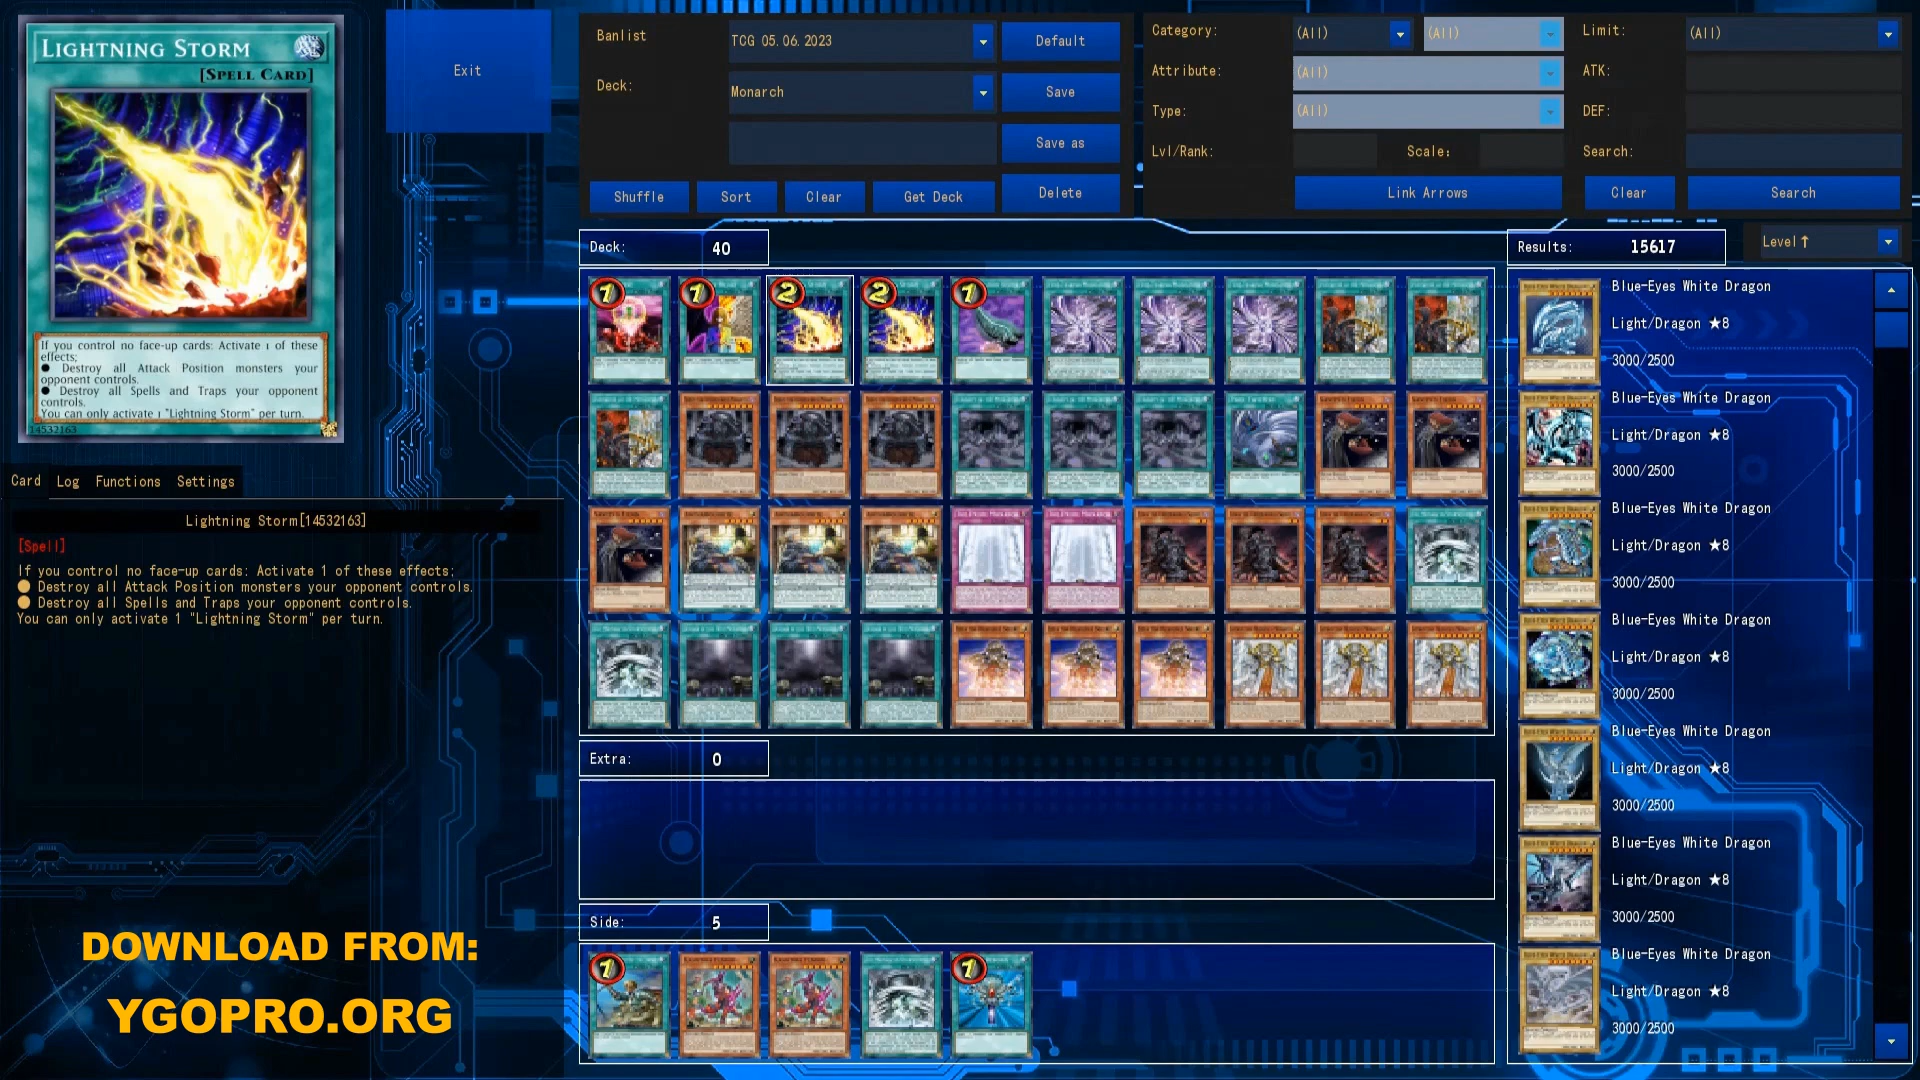 LIGHTNING STORM
[SPELL CARD]
If you control no face-up cards: Activate 1 of these effects;
● Destroy all Attack Position monsters your opponent controls.
● Destroy all Spells and Traps your opponent controls.
You can only activate 1 "Lightning Storm" per turn.
14532163
Exit
Banlist
TCG 05.06.2023
Default
Deck:
Monarch
Save
Save as
Shuffle
Sort
Clear
Get Deck
Delete
Category:
(All)
(All)
Limit:
(All)
Attribute:
(All)
ATK:
Type:
(All)
DEF:
Lvl/Rank:
Scale:
Search:
Link Arrows
Clear
Search
Deck:
40
Results:
15617
Level↑
1
1
2
2
1
Card
Log
Functions
Settings
Lightning Storm[14532163]
[Spell]
If you control no face-up cards: Activate 1 of these effects;
● Destroy all Attack Position monsters your opponent controls.
● Destroy all Spells and Traps your opponent controls.
You can only activate 1 "Lightning Storm" per turn.
Extra:
0
Side:
5
1
1
Blue-Eyes White Dragon
Light/Dragon ★8
3000/2500
Blue-Eyes White Dragon
Light/Dragon ★8
3000/2500
Blue-Eyes White Dragon
Light/Dragon ★8
3000/2500
Blue-Eyes White Dragon
Light/Dragon ★8
3000/2500
Blue-Eyes White Dragon
Light/Dragon ★8
3000/2500
Blue-Eyes White Dragon
Light/Dragon ★8
3000/2500
Blue-Eyes White Dragon
Light/Dragon ★8
3000/2500
DOWNLOAD FROM:
YGOPRO.ORG